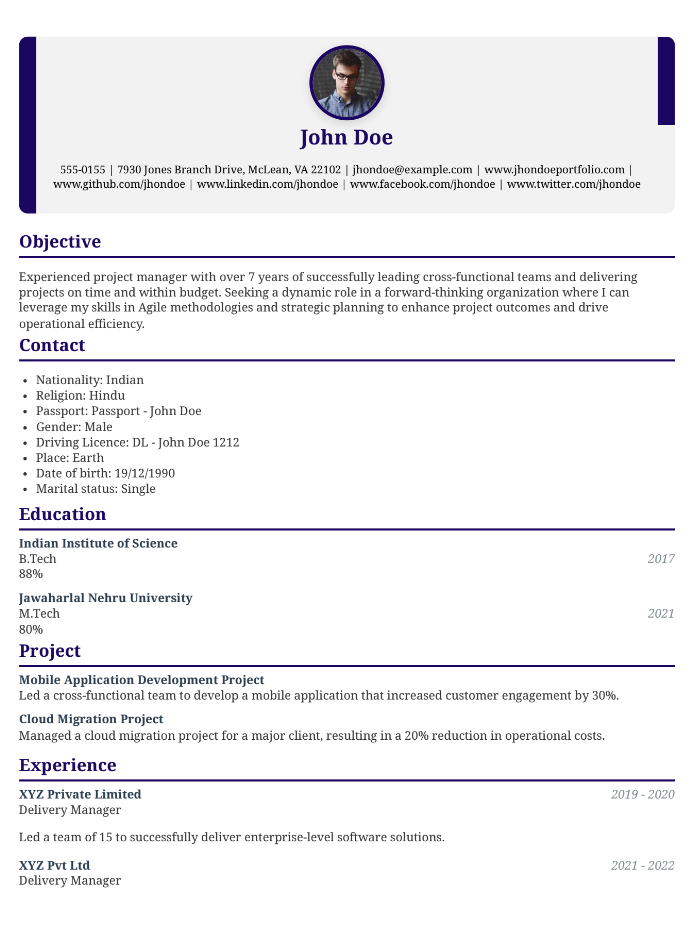 John Doe
555-0155 | 7930 Jones Branch Drive, McLean, VA 22102 | jhondoe@example.com | www.jhondoeportfolio.com |
www.github.com/jhondoe | www.linkedin.com/jhondoe | www.facebook.com/jhondoe | www.twitter.com/jhondoe
Objective
Experienced project manager with over 7 years of successfully leading cross-functional teams and delivering
projects on time and within budget. Seeking a dynamic role in a forward-thinking organization where I can
leverage my skills in Agile methodologies and strategic planning to enhance project outcomes and drive
operational efficiency.
Contact
• Nationality: Indian
• Religion: Hindu
• Passport: Passport - John Doe
• Gender: Male
• Driving Licence: DL - John Doe 1212
• Place: Earth
• Date of birth: 19/12/1990
• Marital status: Single
Education
Indian Institute of Science
B.Tech 2017
88%
Jawaharlal Nehru University
M.Tech 2021
80%
Project
Mobile Application Development Project
Led a cross-functional team to develop a mobile application that increased customer engagement by 30%.
Cloud Migration Project
Managed a cloud migration project for a major client, resulting in a 20% reduction in operational costs.
Experience
XYZ Private Limited 2019 - 2020
Delivery Manager
Led a team of 15 to successfully deliver enterprise-level software solutions.
XYZ Pvt Ltd 2021 - 2022
Delivery Manager